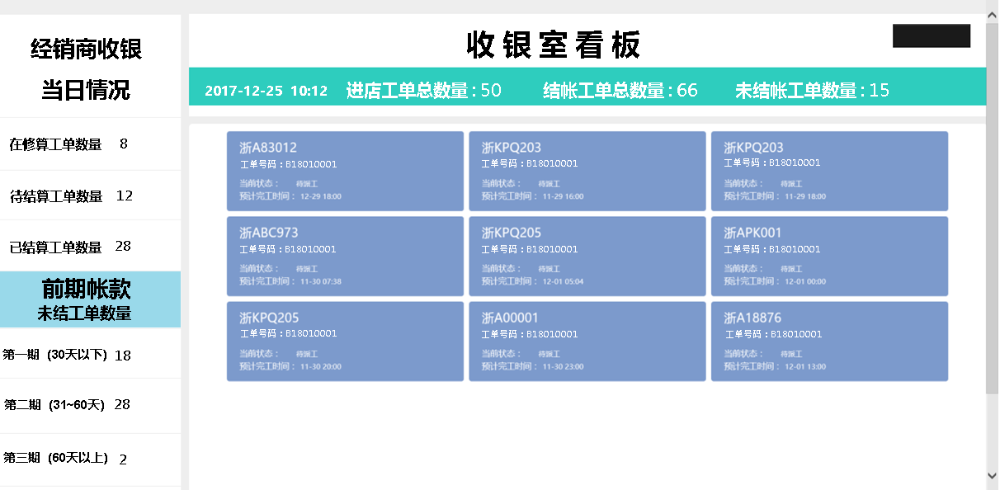 经销商收银
当日情况
在修算工单数量 8
待结算工单数量 12
已结算工单数量 28
前期帐款
未结工单数量
第一期 (30天以下) 18
第二期 (31~60天) 28
第三期 (60天以上) 2
收银室看板
2017-12-25 10:12 进店工单总数量:50 结帐工单总数量:66 未结帐工单数量:15
浙A83012
工单号码：B18010001
当前状态： 待派工
预计完工时间： 12-29 18:00
浙KPQ203
工单号码：B18010001
当前状态： 待派工
预计完工时间： 11-29 16:00
浙KPQ203
工单号码：B18010001
当前状态： 待派工
预计完工时间： 11-29 18:00
浙ABC973
工单号码：B18010001
当前状态： 待派工
预计完工时间： 11-30 07:38
浙KPQ205
工单号码：B18010001
当前状态： 待派工
预计完工时间： 12-01 05:04
浙APK001
工单号码：B18010001
当前状态： 待派工
预计完工时间： 12-01 00:00
浙KPQ205
工单号码：B18010001
当前状态： 待派工
预计完工时间： 11-30 20:00
浙A00001
工单号码：B18010001
当前状态： 待派工
预计完工时间： 11-30 23:00
浙A18876
工单号码：B18010001
当前状态： 待派工
预计完工时间： 12-01 13:00